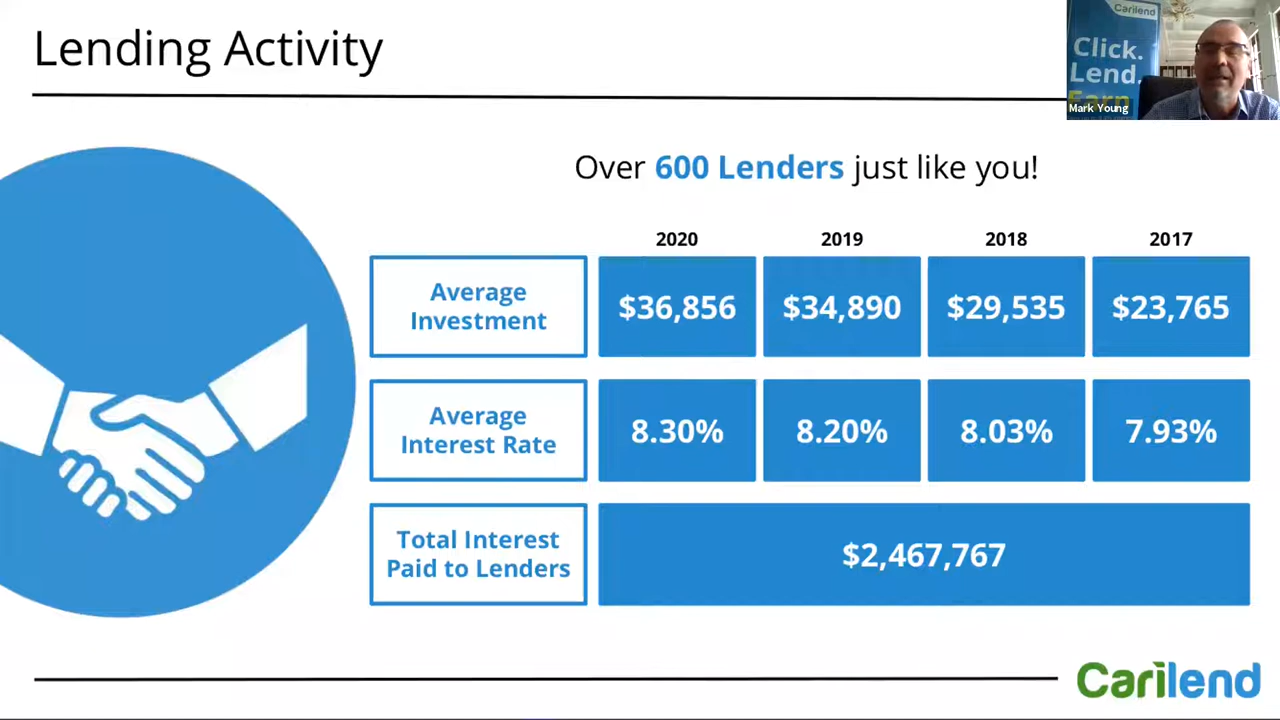 Lending Activity
Carilend
Click.
Lend.
Earn
Mark Young
Over 600 Lenders just like you!
2020 2019 2018 2017
Average
Investment
$36,856 $34,890 $29,535 $23,765
Average
Interest Rate
8.30% 8.20% 8.03% 7.93%
Total Interest
Paid to Lenders
$2,467,767
Carilend